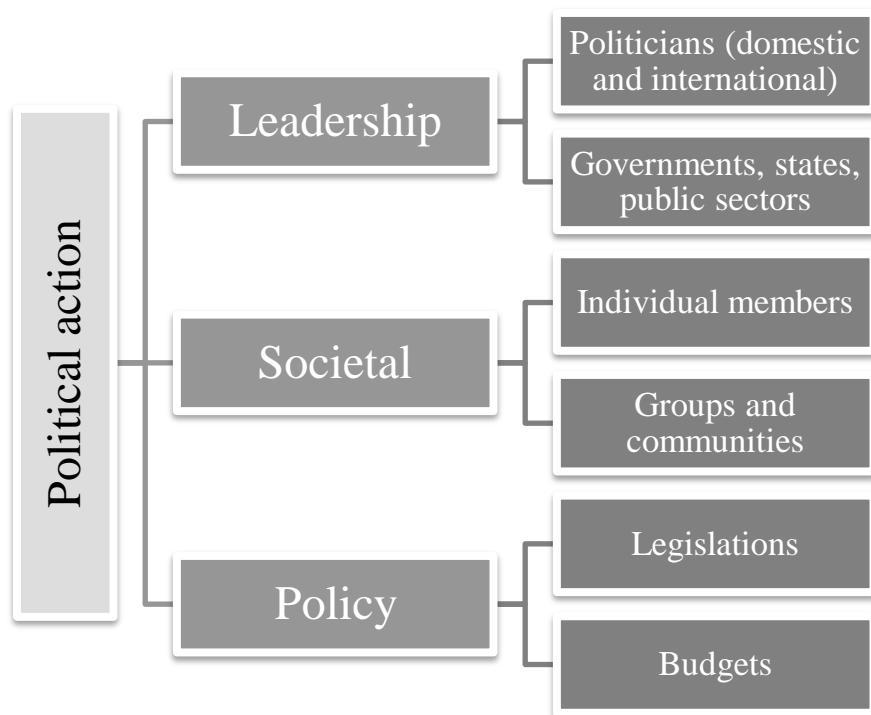 Political action
Leadership
Politicians (domestic
and international)
Governments, states,
public sectors
Societal
Individual members
Groups and
communities
Policy
Legislations
Budgets